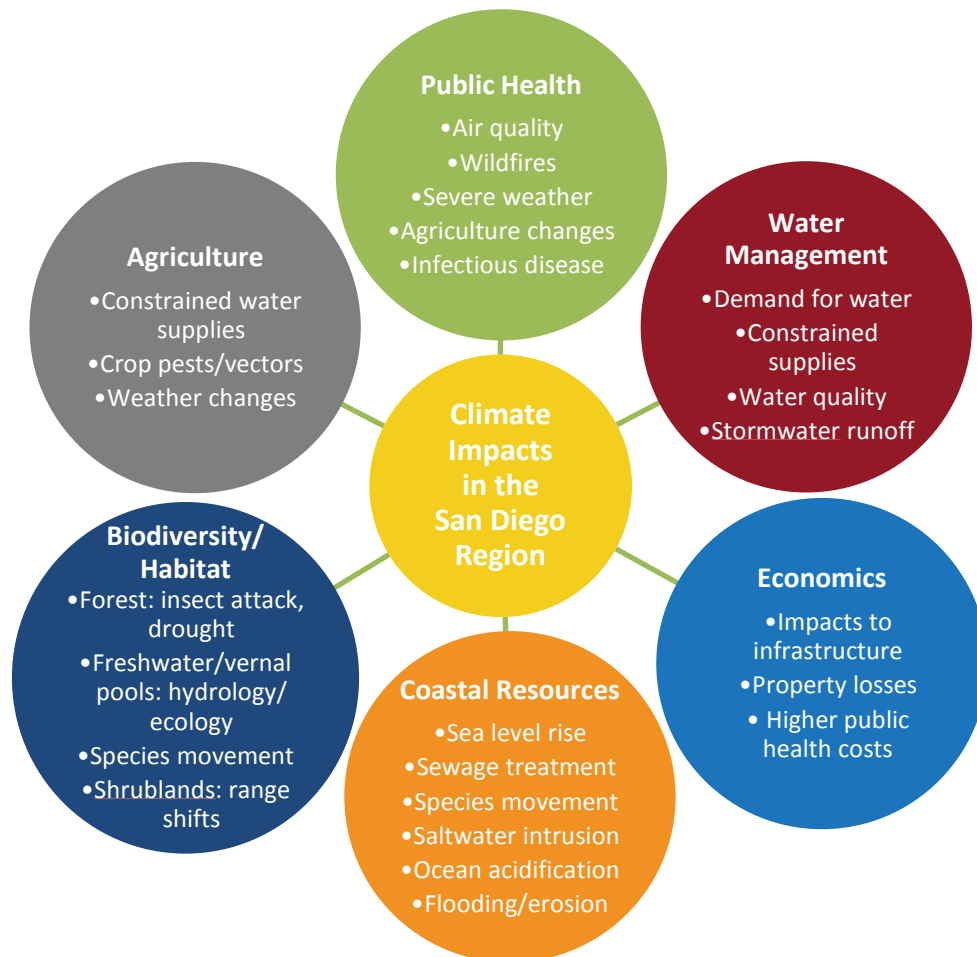 Public Health
•Air quality
•Wildfires
•Severe weather
•Agriculture changes
•Infectious disease
Water
Management
•Demand for water
•Constrained
supplies
•Water quality
•Stormwater runoff
Economics
•Impacts to
infrastructure
•Property losses
• Higher public
health costs
Coastal Resources
•Sea level rise
•Sewage treatment
•Species movement
•Saltwater intrusion
•Ocean acidification
•Flooding/erosion
Biodiversity/
Habitat
•Forest: insect attack,
drought
•Freshwater/vernal
pools: hydrology/
ecology
•Species movement
•Shrublands: range
shifts
Agriculture
•Constrained water
supplies
•Crop pests/vectors
•Weather changes
Climate
Impacts
in the
San Diego
Region